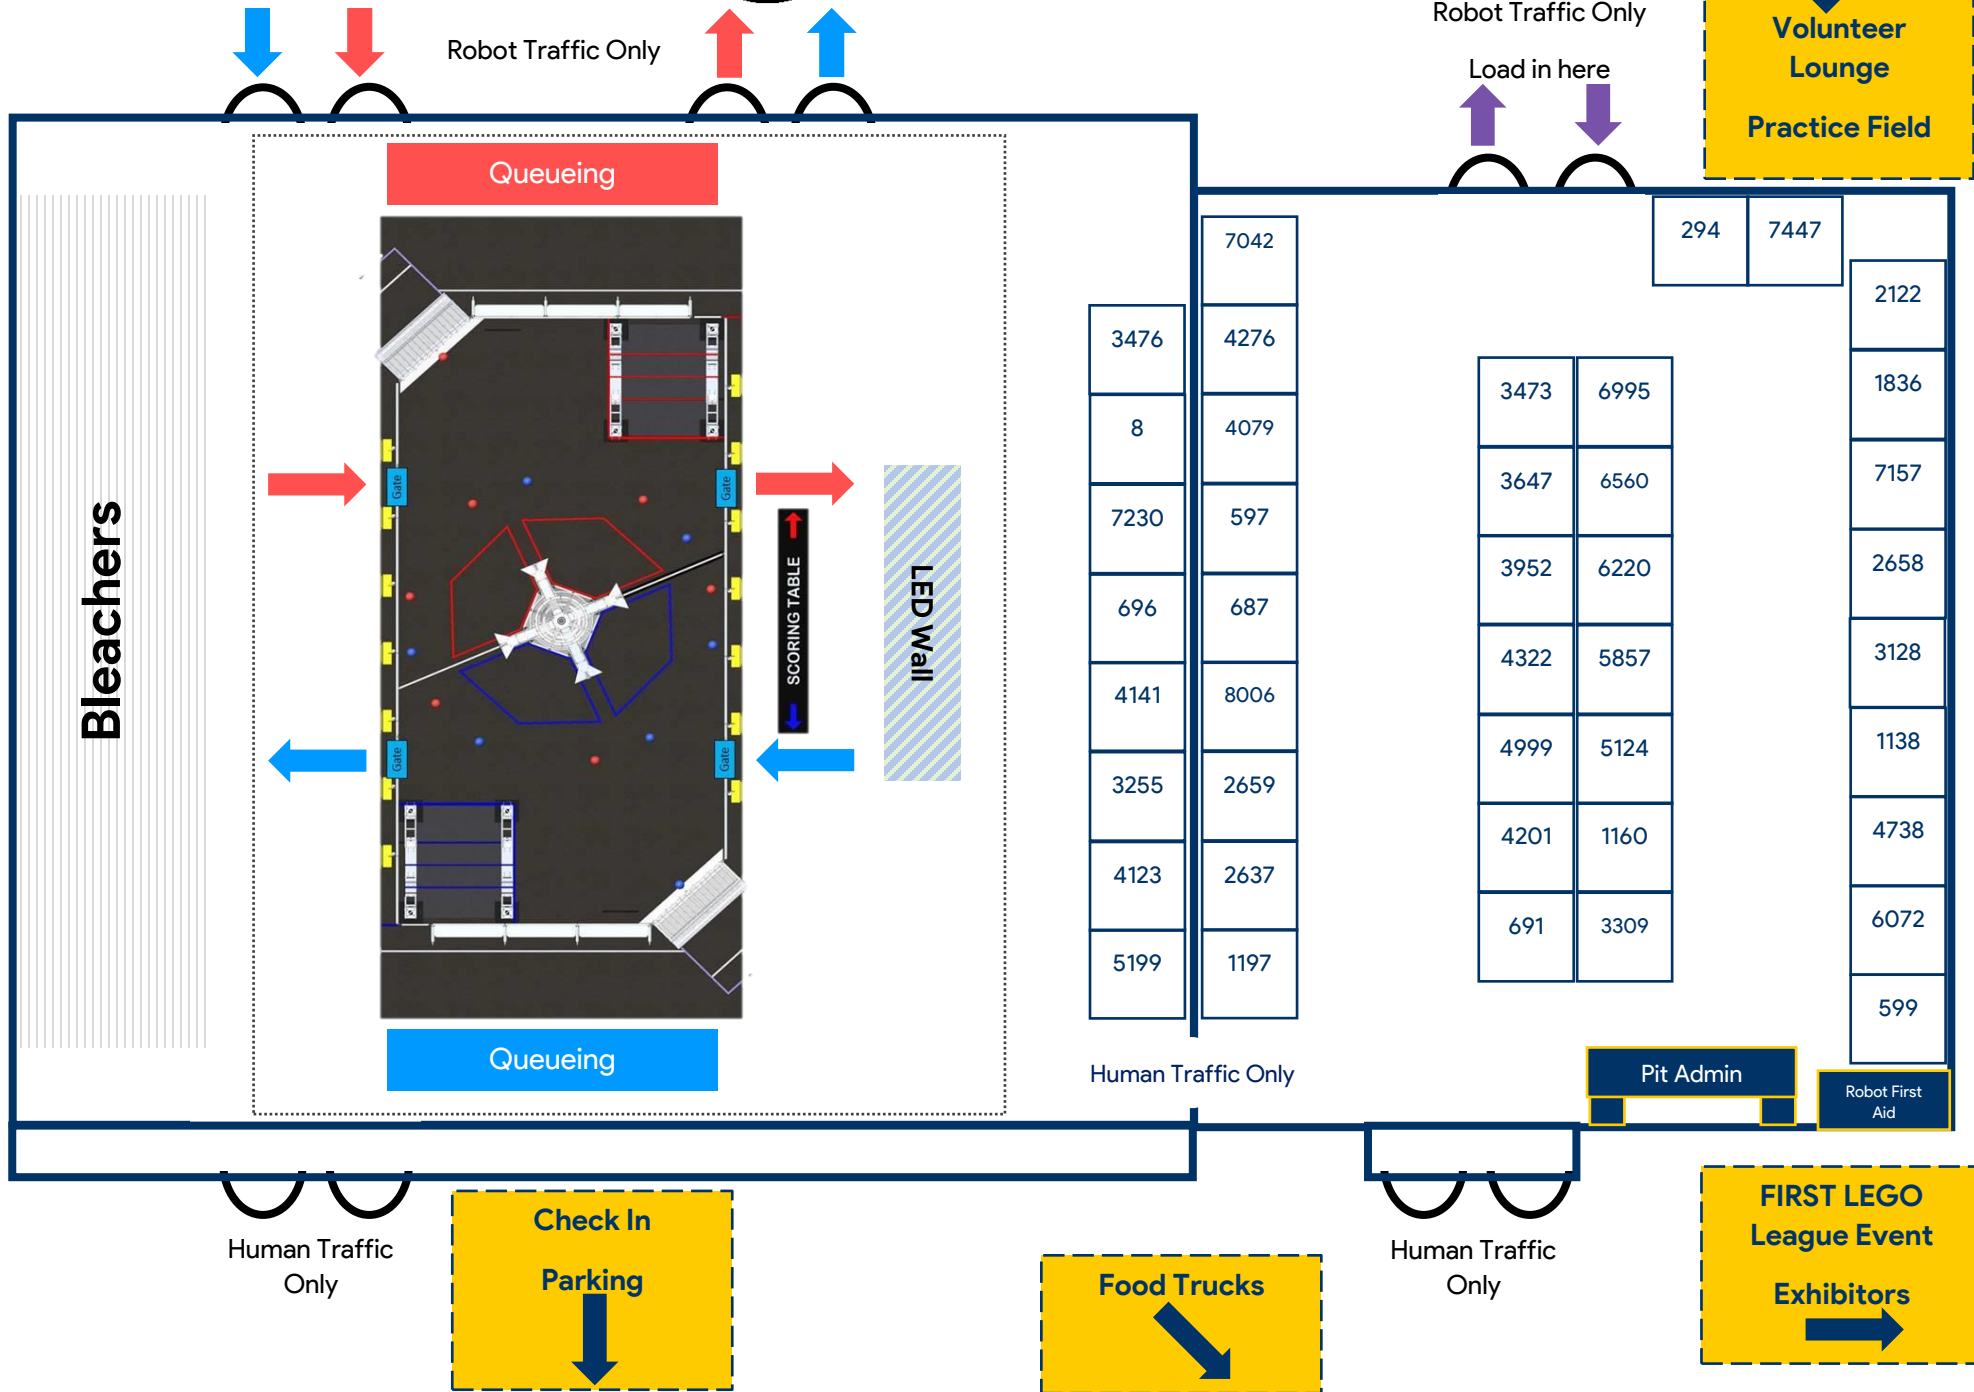 Robot Traffic Only
Robot Traffic Only
Load in here
Volunteer
Lounge
Practice Field
Queueing
Bleachers
Gate
Gate
Gate
Gate
SCORING TABLE
LED Wall
Queueing
3476
8
7230
696
4141
3255
4123
5199
7042
4276
4079
597
687
8006
2659
2637
1197
Human Traffic Only
294
7447
3473
6995
3647
6560
3952
6220
4322
5857
4999
5124
4201
1160
691
3309
2122
1836
7157
2658
3128
1138
4738
6072
599
Pit Admin
Robot First
Aid
Human Traffic
Only
Check In
Parking
Food Trucks
Human Traffic
Only
FIRST LEGO
League Event
Exhibitors